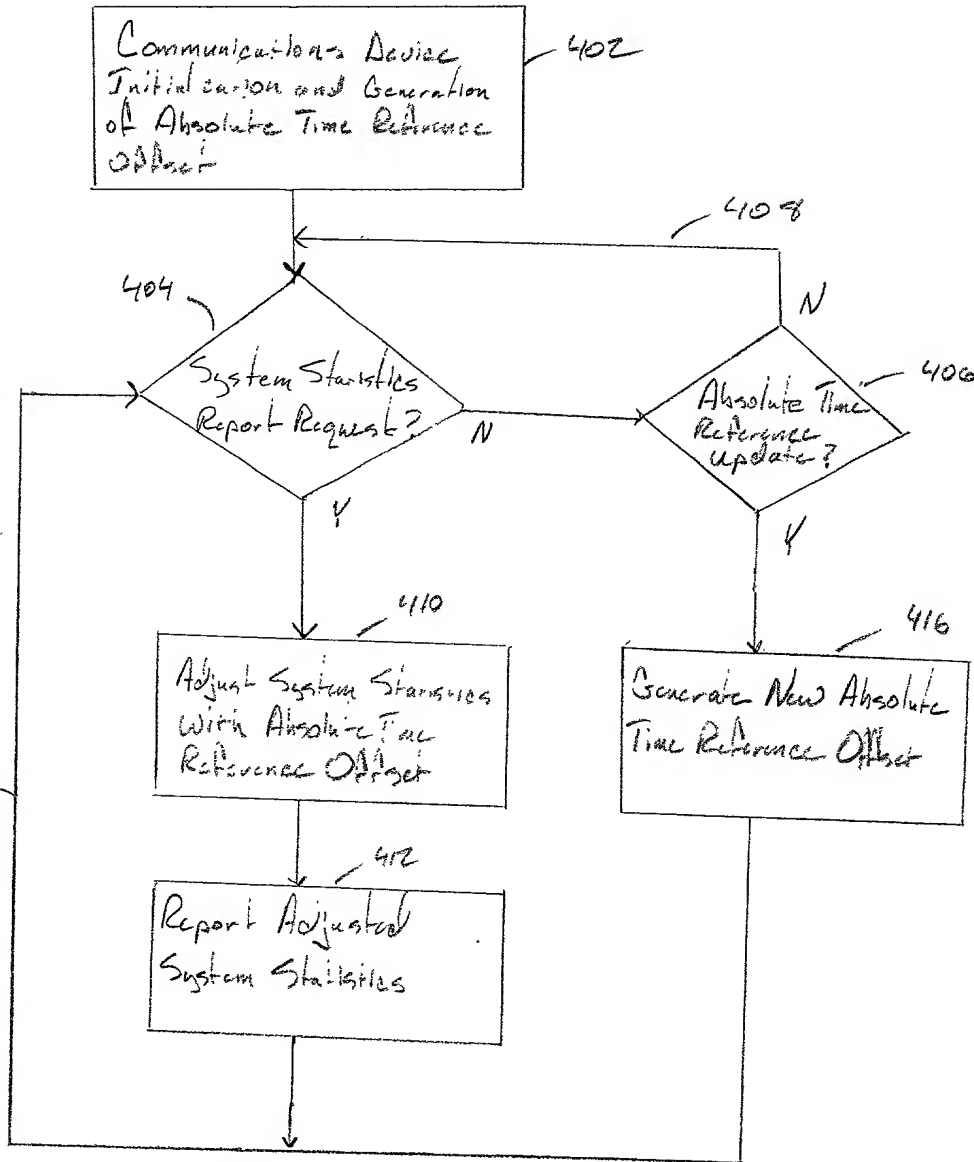 Communications Device
Initialization and Generation
of Absolute Time Reference
Offset
402
408
404
System Statistics
Report Request?
N
N
Absolute Time
Reference
update?
406
Y
Y
410
Adjust System Statistics
with Absolute Time
Reference Offset
416
Generate New Absolute
Time Reference Offset
412
Report Adjusted
System Statistics